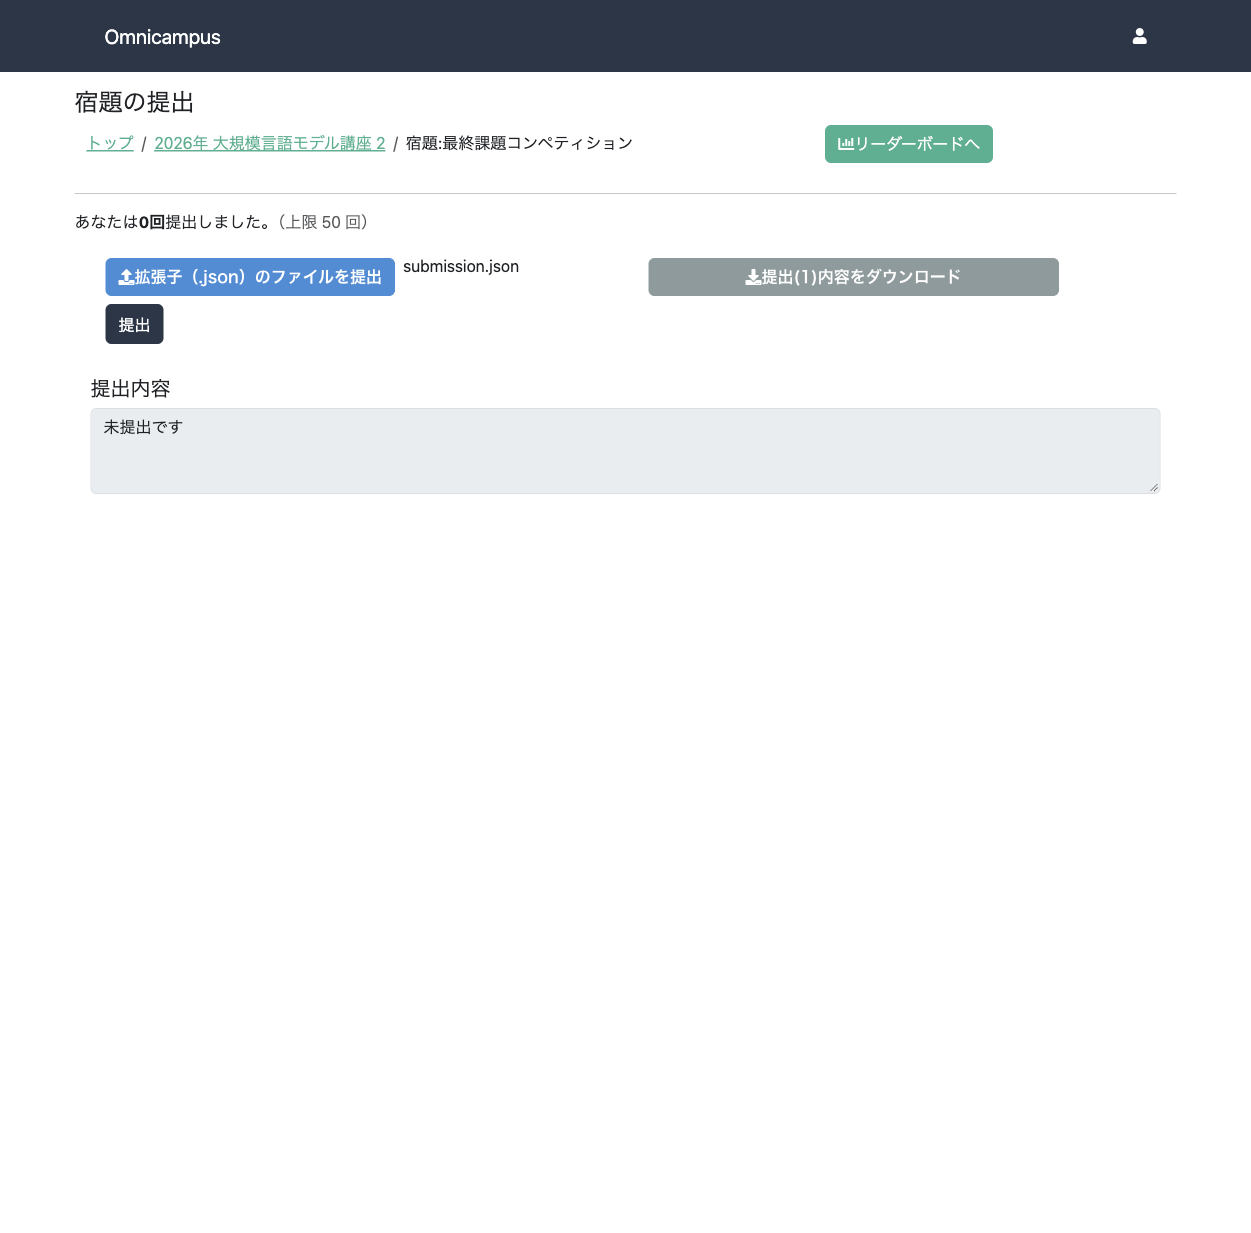 Omnicampus
宿題の提出
トップ / 2026年 大規模言語モデル講座 2 / 宿題:最終課題コンペティション
リーダーボードへ
あなたは0回提出しました。（上限 50 回）
拡張子（.json）のファイルを提出 submission.json
提出(1)内容をダウンロード
提出
提出内容
未提出です